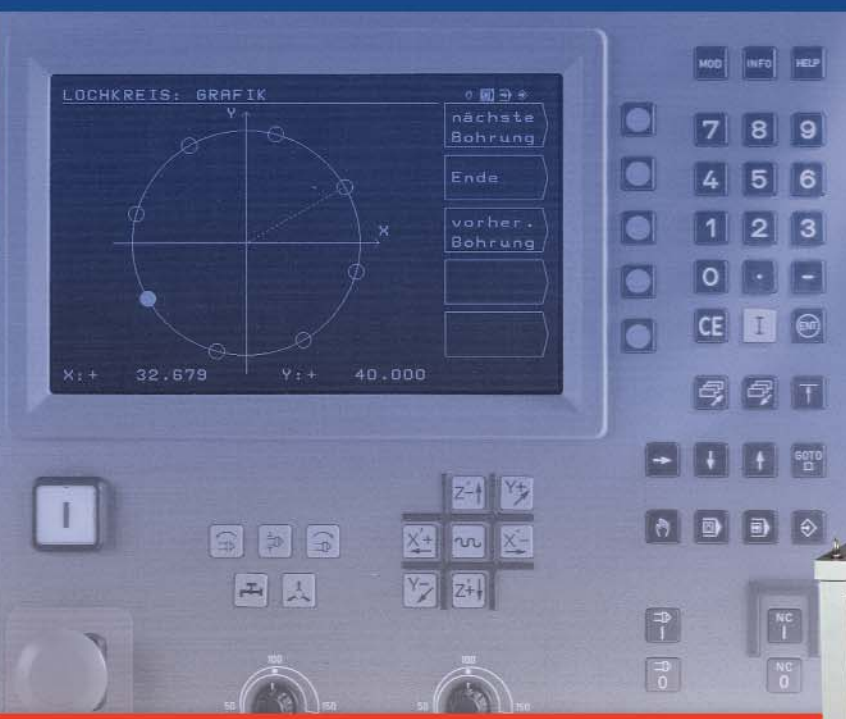 MOD INFO HELP
LOCHKREIS: GRAFIK
Y
X
nächste
Bohrung
Ende
vorher.
Bohrung
X:+ 32.679 Y:+ 40.000
7 8 9
4 5 6
1 2 3
0 . -
CE I ENT
GOTO
I
Z-
Y+
X+
X-
Y-
Z+
I
NC
I
0
NC
0
100
50
150
100
50
150